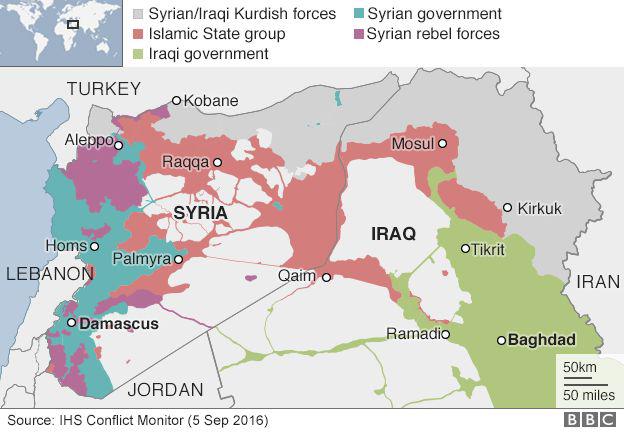 Syrian/Iraqi Kurdish forces
Islamic State group
Iraqi government
Syrian government
Syrian rebel forces
TURKEY
Kobane
Aleppo
Mosul
Raqqa
Kirkuk
SYRIA
IRAQ
Homs
Tikrit
Palmyra
LEBANON
Qaim
IRAN
Damascus
Ramadi
Baghdad
50km
50 miles
JORDAN
Source: IHS Conflict Monitor (5 Sep 2016)
BBC